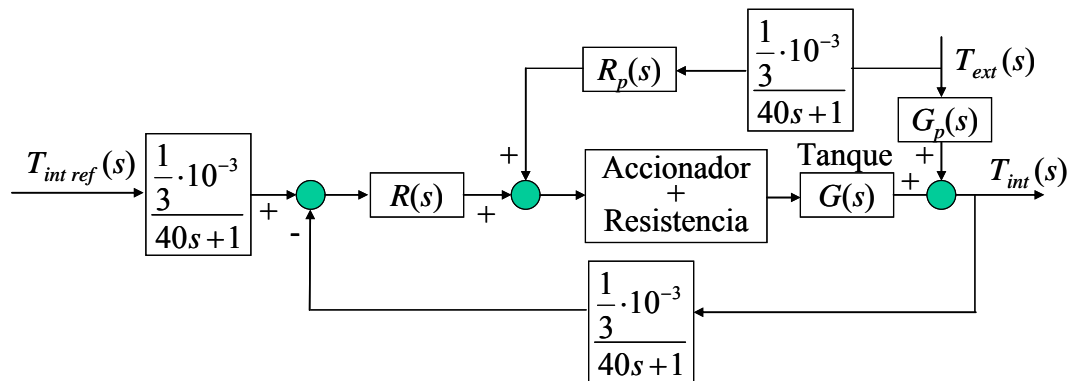 1/3 ·10⁻³
40s+1
R_p(s)
T_ext(s)
G_p(s)
T_int ref(s)
1/3 ·10⁻³
40s+1
+
-
R(s)
+
+
Accionador
+
Resistencia
Tanque
G(s)
+
+
T_int(s)
1/3 ·10⁻³
40s+1